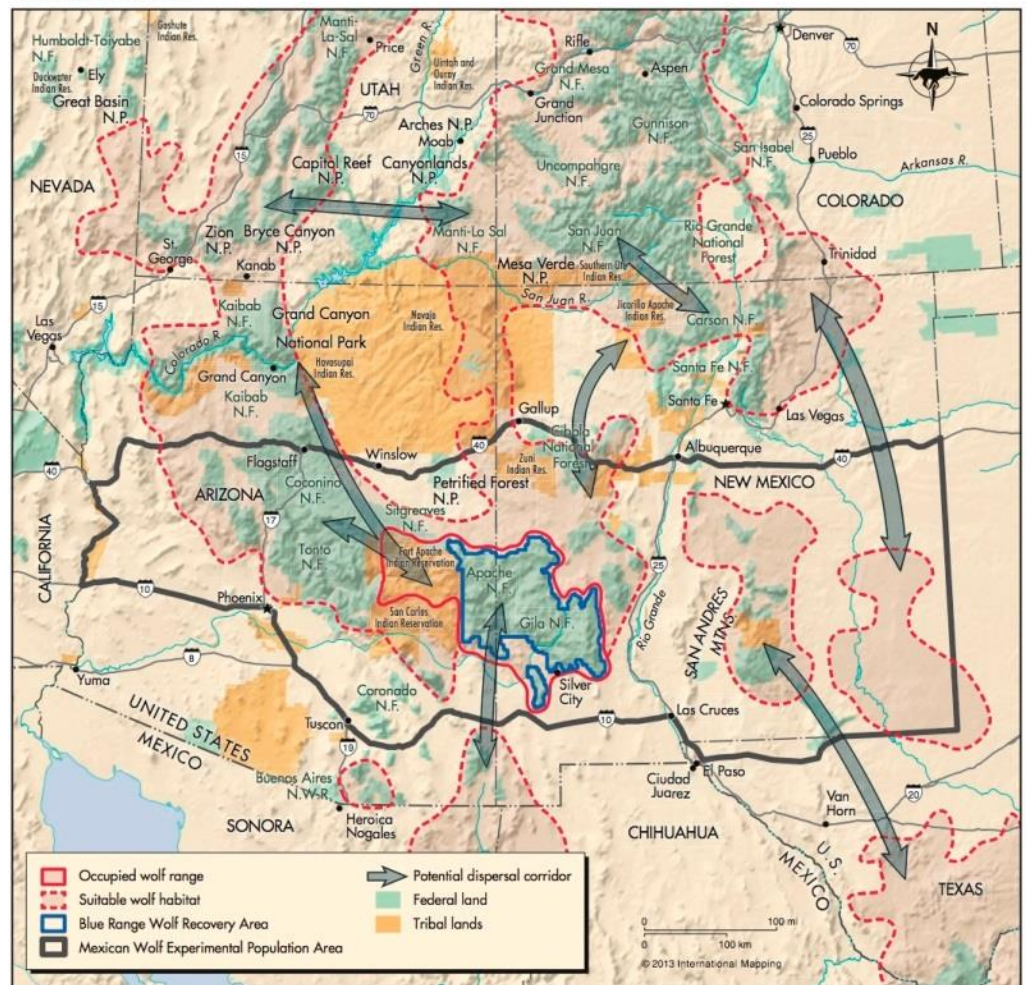 Goshute
Indian Res.
Manti-
La-Sal
N.F.
Price
Green R.
Rifle
Denver
70
N
Humboldt-Toiyabe
N.F.
Ely
Duckwater
Indian Res.
Great Basin
N.P.
UTAH
Uintah and
Ouray
Indian Res.
Grand Mesa
N.F.
Aspen
Grand
Junction
70
Colorado Springs
25
Arches N.P.
Moab
Gunnison
N.F.
15
Capitol Reef
N.P.
Canyonlands
N.P.
Uncompahgre
N.F.
San Isabel
N.F.
Pueblo
Arkansas R.
NEVADA
COLORADO
Zion
N.P.
Bryce Canyon
N.P.
Manti-La Sal
N.F.
San Juan
N.F.
Rio Grande
National
Forest
St.
George
Kanab
Mesa Verde
N.P.
Southern Ute
Indian Res.
Trinidad
15
Kaibab
N.F.
San Juan R.
Jicarilla Apache
Indian Res.
Carson N.F.
Las
Vegas
Colorado R.
Grand Canyon
National Park
Navajo
Indian Res.
Havasupai
Indian Res.
Grand Canyon
Kaibab
N.F.
Santa Fe N.F.
Santa Fe
Las Vegas
Gallup
Cibola
National
Forest
40
Flagstaff
Winslow
40
Zuni
Indian Res.
Albuquerque
40
ARIZONA
Coconino
N.F.
Petrified Forest
N.P.
NEW MEXICO
17
Sitgreaves
N.F.
CALIFORNIA
Tonto
N.F.
Fort Apache
Indian Reservation
Apache
N.F.
25
10
Phoenix
San Carlos
Indian Reservation
Gila N.F.
Rio Grande
SAN ANDRES
MTNS.
8
Yuma
Silver
City
Coronado
N.F.
UNITED STATES
MEXICO
Tuscon
10
Las Cruces
19
Buenos Aires
N.W.R.
Ciudad
Juarez
El Paso
20
Van
Horn
SONORA
Heroica
Nogales
CHIHUAHUA
U.S.
MEXICO
TEXAS
Occupied wolf range
Suitable wolf habitat
Blue Range Wolf Recovery Area
Mexican Wolf Experimental Population Area
Potential dispersal corridor
Federal land
Tribal lands
0 100 mi
0 100 km
© 2013 International Mapping